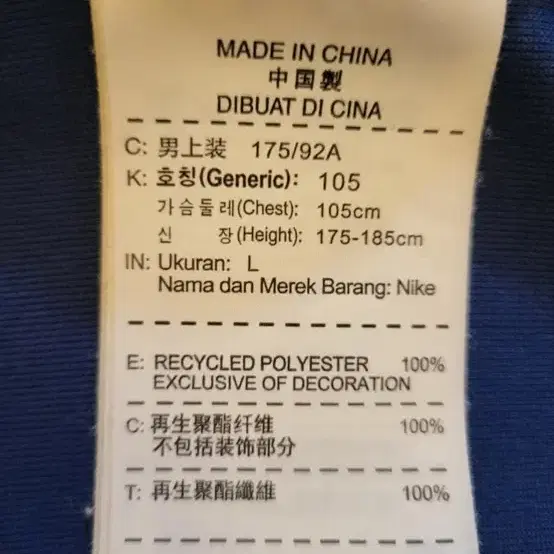 MADE IN CHINA
中国製
DIBUAT DI CINA
C: 男上装 175/92A
K: 호칭(Generic): 105
가슴둘레(Chest): 105cm
신 장(Height): 175-185cm
IN: Ukuran: L
Nama dan Merek Barang: Nike
E: RECYCLED POLYESTER 100%
EXCLUSIVE OF DECORATION
C: 再生聚酯纤维 100%
不包括装饰部分
T: 再生聚酯纖維 100%